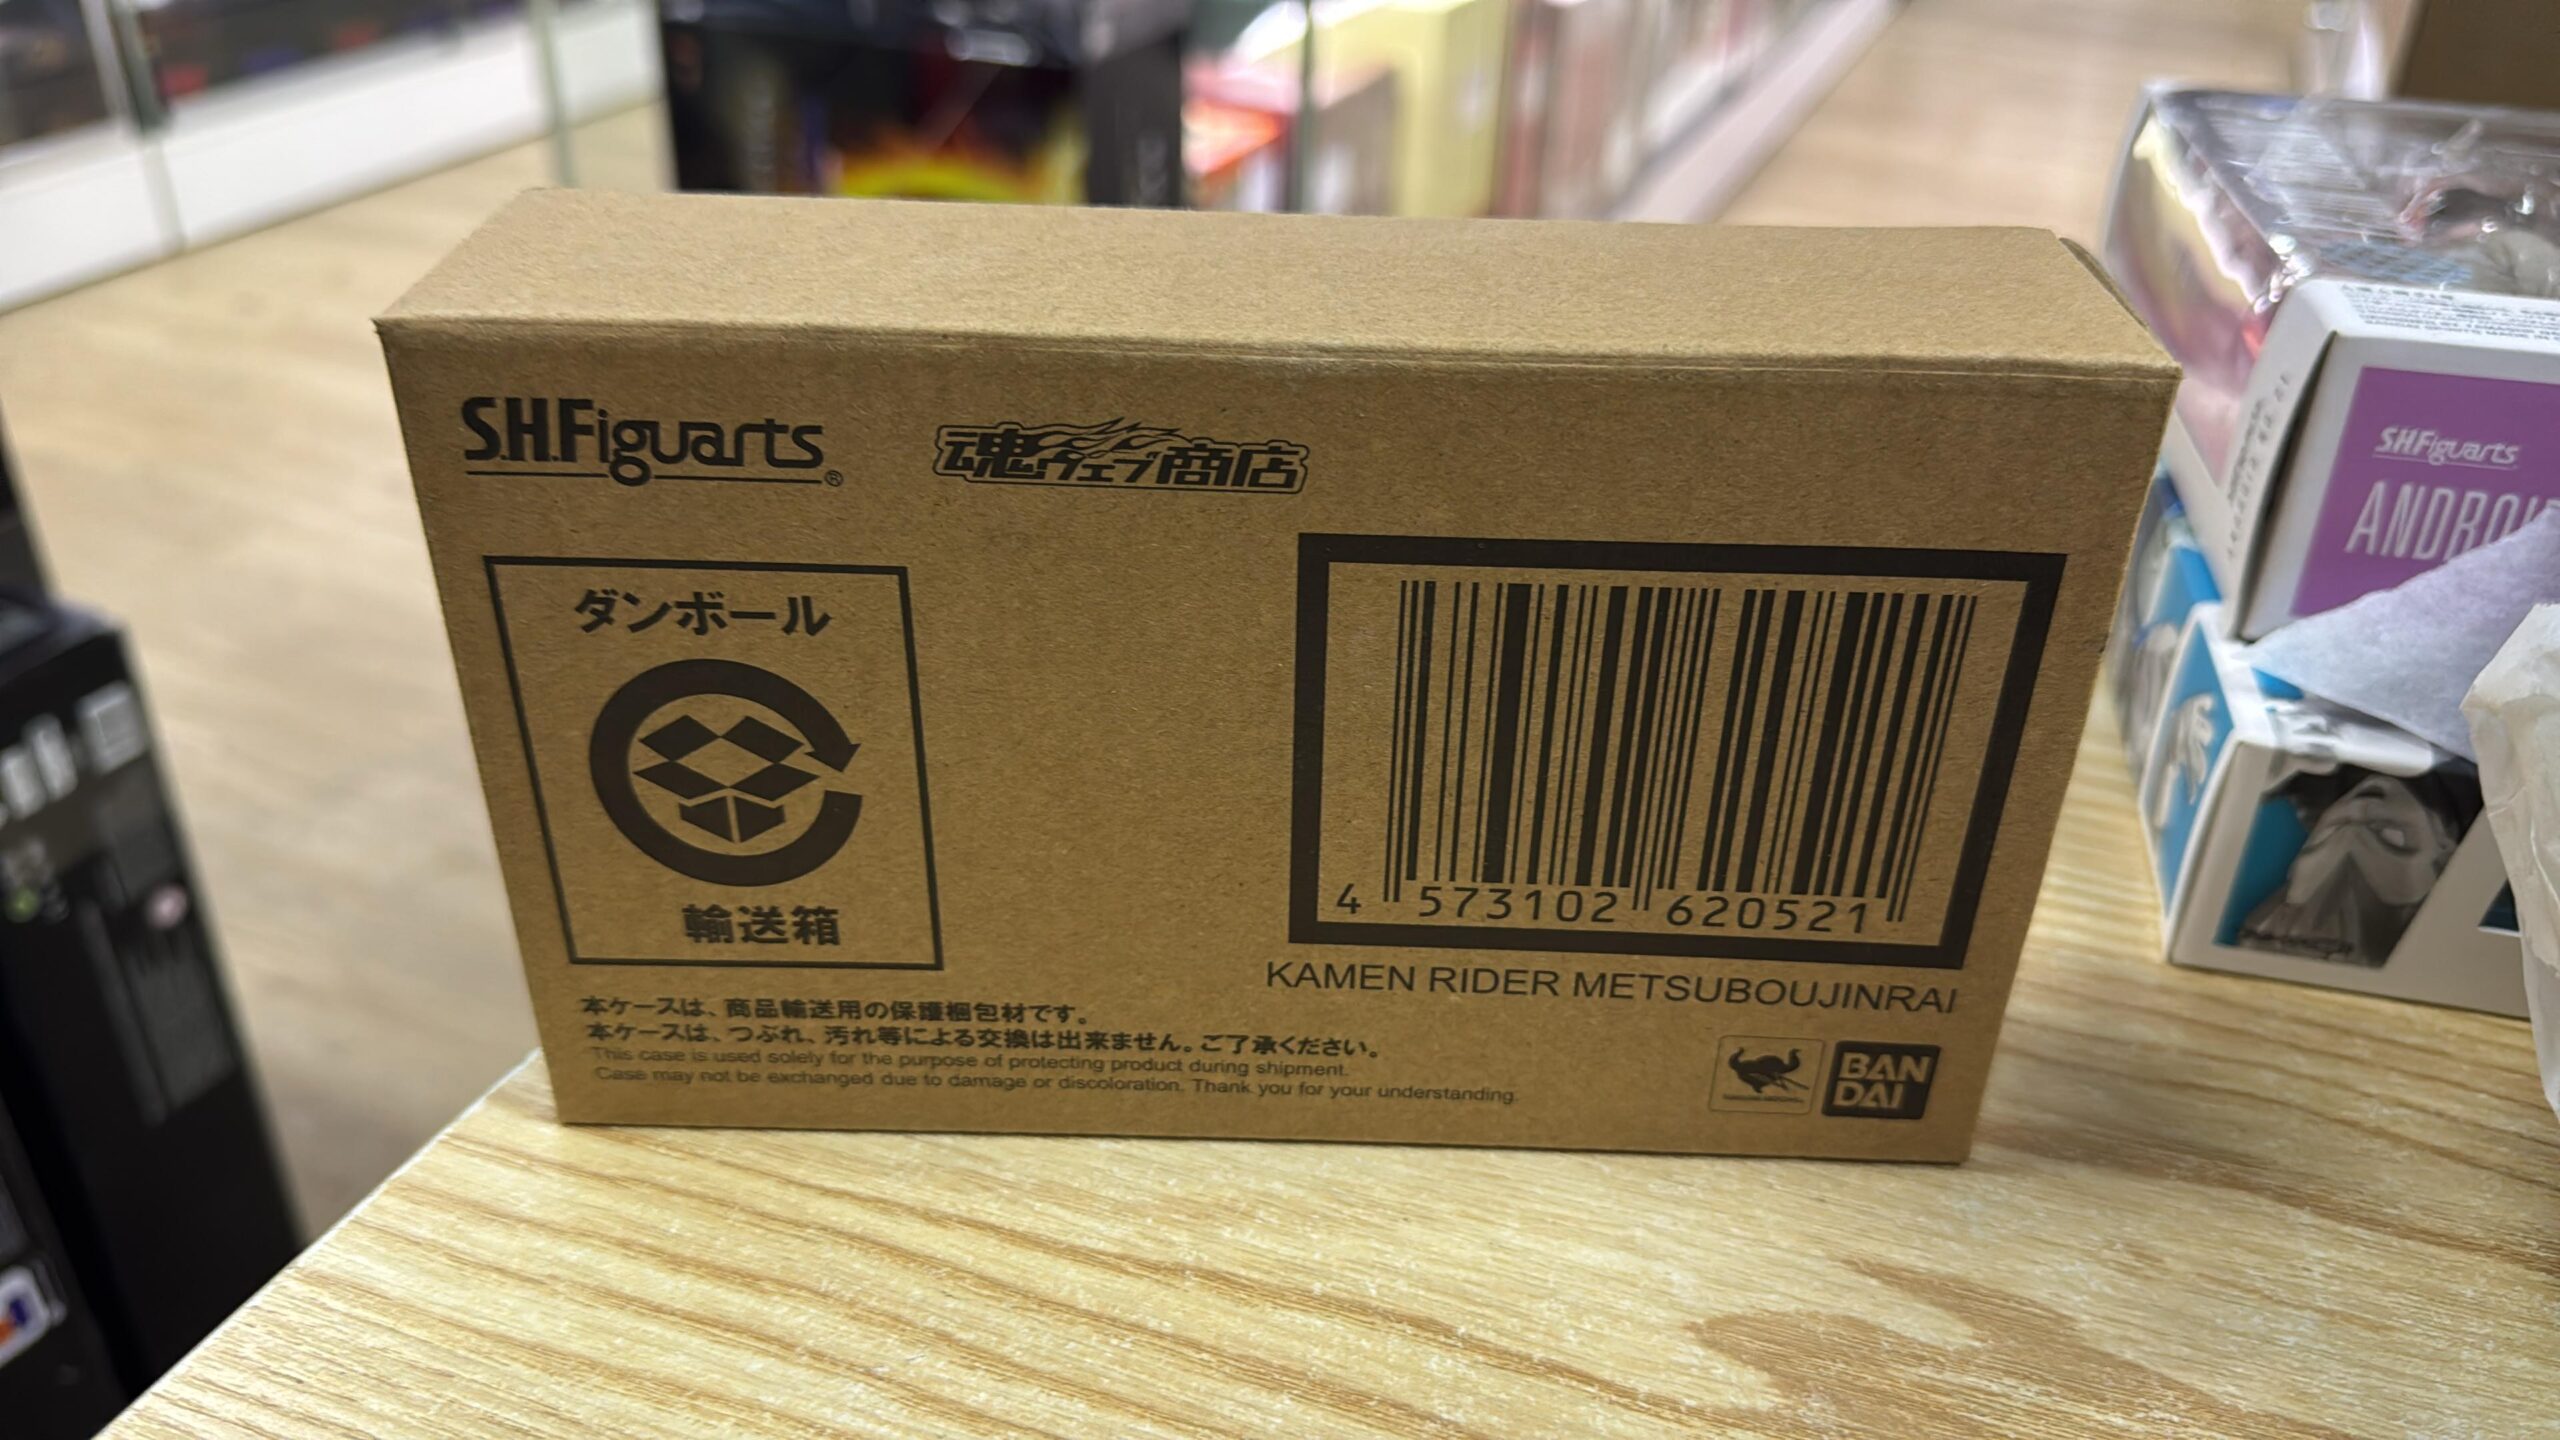 S.H.Figuarts®
魂ウェブ商店
ダンボール
輸送箱
4 573102 620521
KAMEN RIDER METSUBOUJINRAI
本ケースは、商品輸送用の保護梱包材です。
本ケースは、つぶれ、汚れ等による交換は出来ません。ご了承ください。
This case is used solely for the purpose of protecting product during shipment.
Case may not be exchanged due to damage or discoloration. Thank you for your understanding.
BAN
DAI
S.H.Figuarts